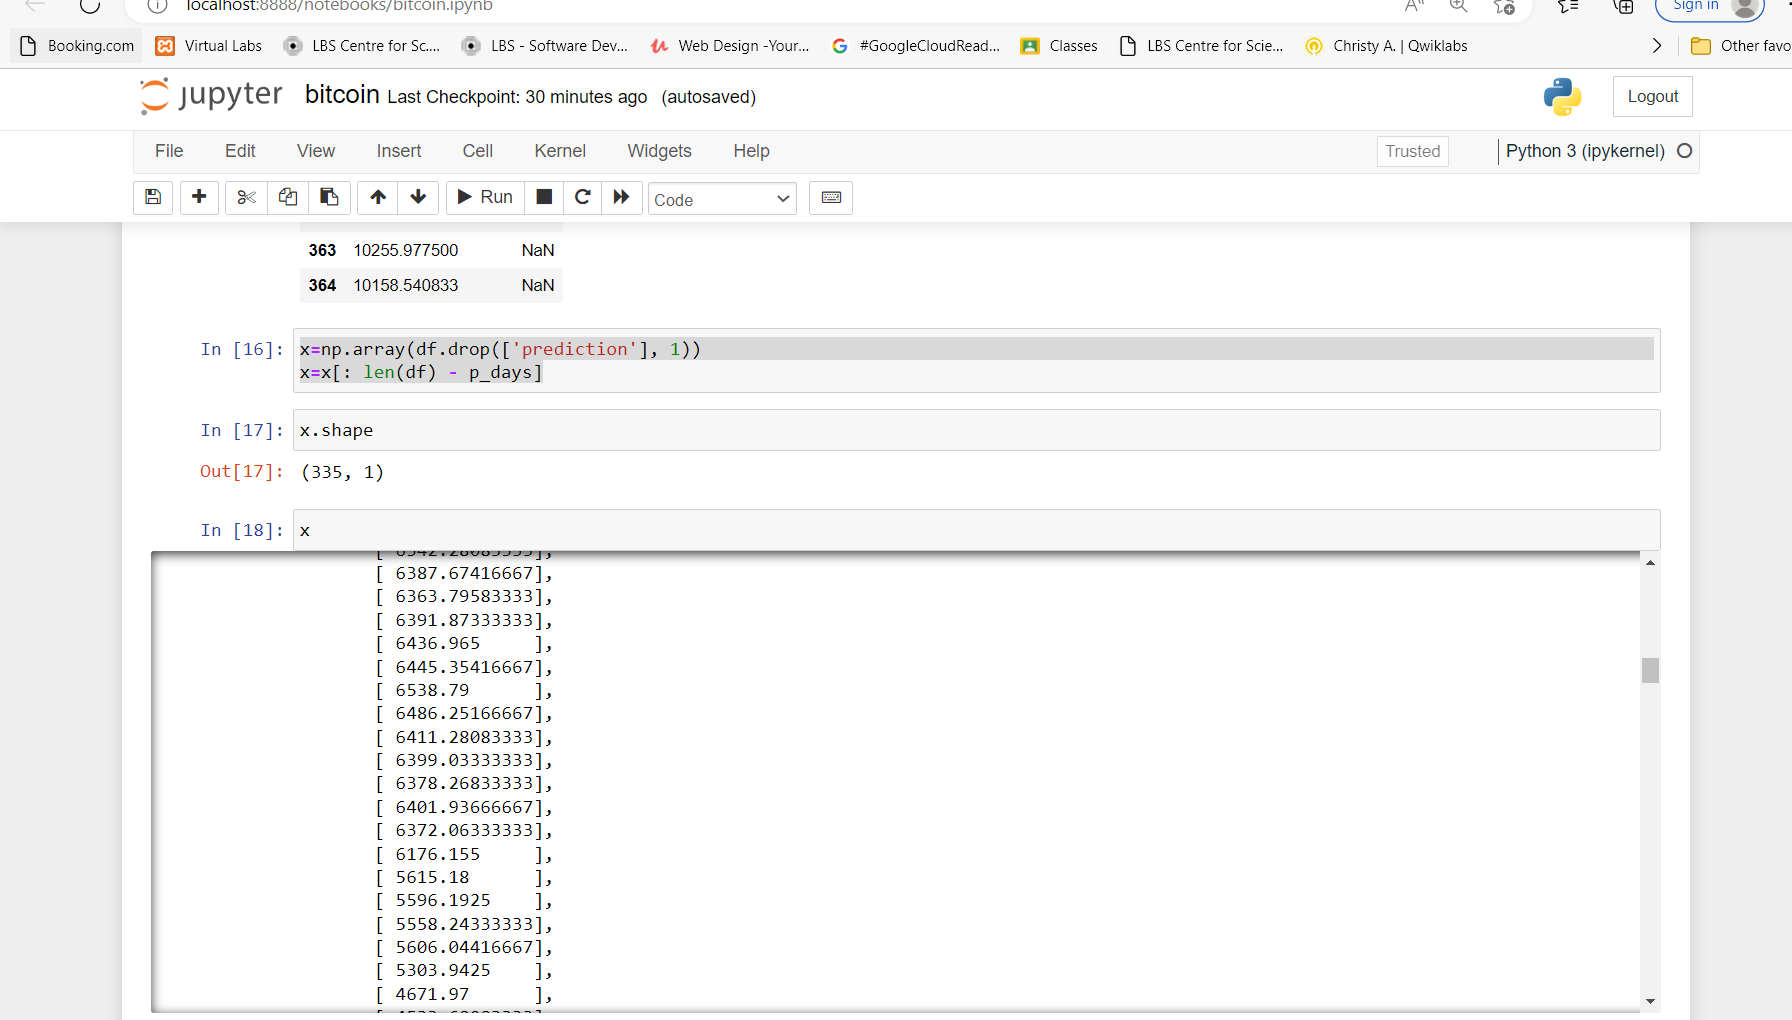 localhost:8888/notebooks/bitcoin.ipynb
A" Sign in
Booking.com Virtual Labs LBS Centre for Sc... LBS - Software Dev... Web Design -Your... #GoogleCloudRead... Classes LBS Centre for Scie... Christy A. | Qwiklabs Other favo
jupyter bitcoin Last Checkpoint: 30 minutes ago (autosaved) Logout
File Edit View Insert Cell Kernel Widgets Help Trusted Python 3 (ipykernel)
Run Code
363 10255.977500 NaN
364 10158.540833 NaN
In [16]: x=np.array(df.drop(['prediction'], 1))
x=x[: len(df) - p_days]
In [17]: x.shape
Out[17]: (335, 1)
In [18]: x
[ 6387.67416667],
[ 6363.79583333],
[ 6391.87333333],
[ 6436.965     ],
[ 6445.35416667],
[ 6538.79      ],
[ 6486.25166667],
[ 6411.28083333],
[ 6399.03333333],
[ 6378.26833333],
[ 6401.93666667],
[ 6372.06333333],
[ 6176.155     ],
[ 5615.18      ],
[ 5596.1925    ],
[ 5558.24333333],
[ 5606.04416667],
[ 5303.9425    ],
[ 4671.97      ],